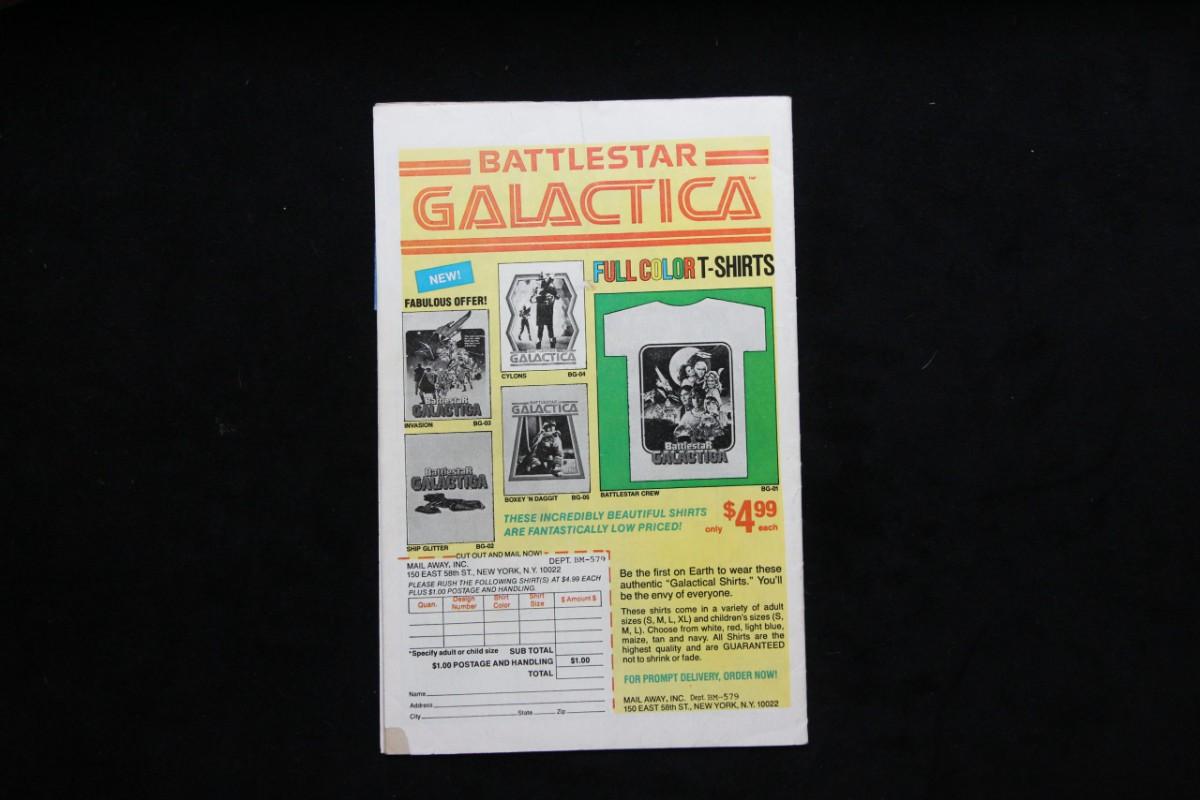 BATTLESTAR
GALACTICA™
NEW!
FABULOUS OFFER!
FULL COLOR T-SHIRTS
BattlestaR
GALACTICA
INVASION BG-03
GALACTICA
CYLONS BG-04
BattlestaR
GALACTICA
SHIP GLITTER BG-02
BATTLESTAR
GALACTICA
BOXEY 'N DAGGIT BG-05
BattlestaR
GALACTICA
BATTLESTAR CREW BG-01
THESE INCREDIBLY BEAUTIFUL SHIRTS
ARE FANTASTICALLY LOW PRICED!
only $4.99 each
CUT OUT AND MAIL NOW!
MAIL AWAY, INC. DEPT. BM-579
150 EAST 58th ST., NEW YORK, N.Y. 10022
PLEASE RUSH THE FOLLOWING SHIRT(S) AT $4.99 EACH
PLUS $1.00 POSTAGE AND HANDLING.
Quan. Design Number Shirt Color Shirt Size $ Amount $
*Specify adult or child size SUB TOTAL
$1.00 POSTAGE AND HANDLING $1.00
TOTAL
Name
Address
City State Zip
Be the first on Earth to wear these
authentic "Galactical Shirts." You'll
be the envy of everyone.
These shirts come in a variety of adult
sizes (S, M, L, XL) and children's sizes (S,
M, L). Choose from white, red, light blue,
maize, tan and navy. All Shirts are the
highest quality and are GUARANTEED
not to shrink or fade.
FOR PROMPT DELIVERY, ORDER NOW!
MAIL AWAY, INC. Dept. BM-579
150 EAST 58th ST., NEW YORK, N.Y. 10022